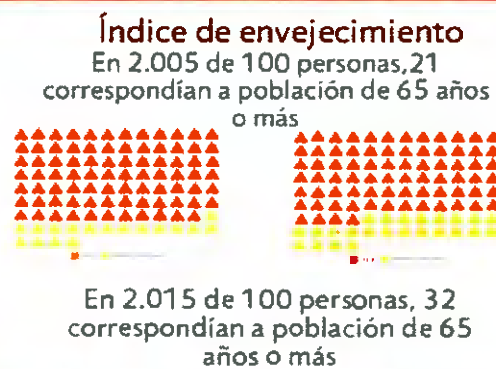 Índice de envejecimiento
En 2.005 de 100 personas,21
correspondían a población de 65 años
o más
En 2.015 de 100 personas, 32
correspondían a población de 65
años o más